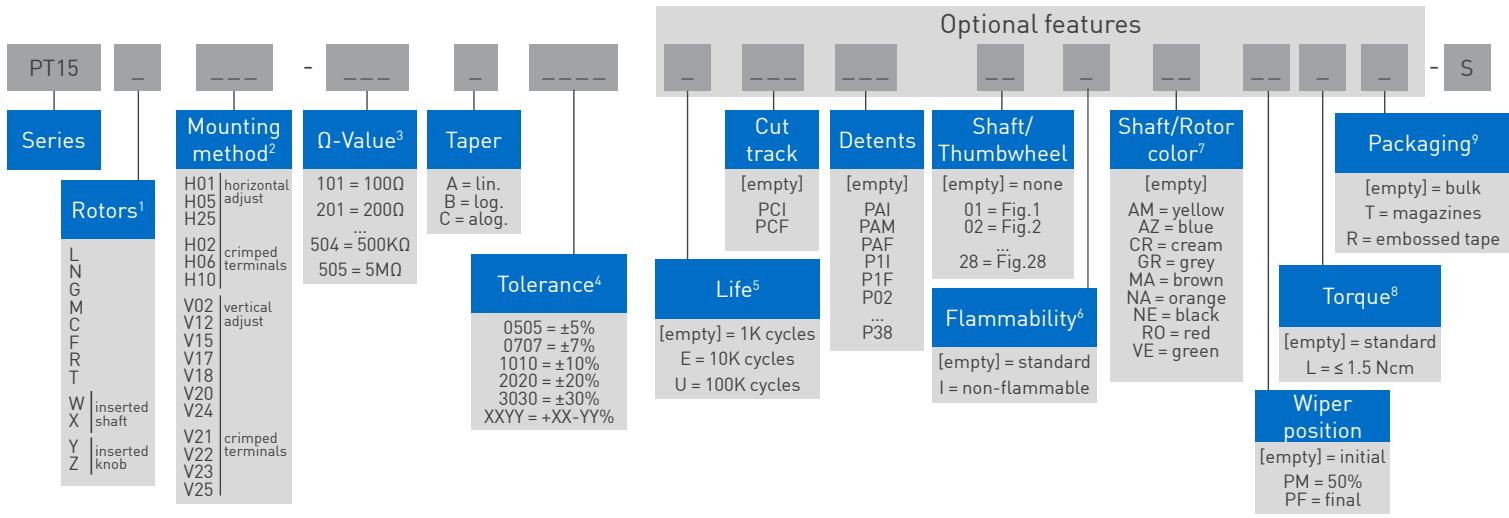 Optional features
PT15 _ _ _ _ - _ _ _ _ _ _ _ _ _ _ _ _ _ _ _ _ _ _ _ _ _ _ _ - S
Series
Rotors1
L
N
G
M
C
F
R
T
W
X
inserted
shaft
Y
Z
inserted
knob
Mounting
method2
H01
H05
H25
horizontal
adjust
H02
H06
H10
crimped
terminals
V02
V12
V15
V17
V18
V20
V24
vertical
adjust
V21
V22
V23
V25
crimped
terminals
Ω-Value3
101 = 100Ω
201 = 200Ω
...
504 = 500KΩ
505 = 5MΩ
Taper
A = lin.
B = log.
C = alog.
Tolerance4
0505 = ±5%
0707 = ±7%
1010 = ±10%
2020 = ±20%
3030 = ±30%
XXYY = +XX-YY%
Life5
[empty] = 1K cycles
E = 10K cycles
U = 100K cycles
Cut
track
[empty]
PCI
PCF
Detents
[empty]
PAI
PAM
PAF
P1I
P1F
P02
...
P38
Shaft/
Thumbwheel
[empty] = none
01 = Fig.1
02 = Fig.2
...
28 = Fig.28
Flammability6
[empty] = standard
I = non-flammable
Shaft/Rotor
color7
[empty]
AM = yellow
AZ = blue
CR = cream
GR = grey
MA = brown
NA = orange
NE = black
RO = red
VE = green
Wiper
position
[empty] = initial
PM = 50%
PF = final
Torque8
[empty] = standard
L = ≤ 1.5 Ncm
Packaging9
[empty] = bulk
T = magazines
R = embossed tape